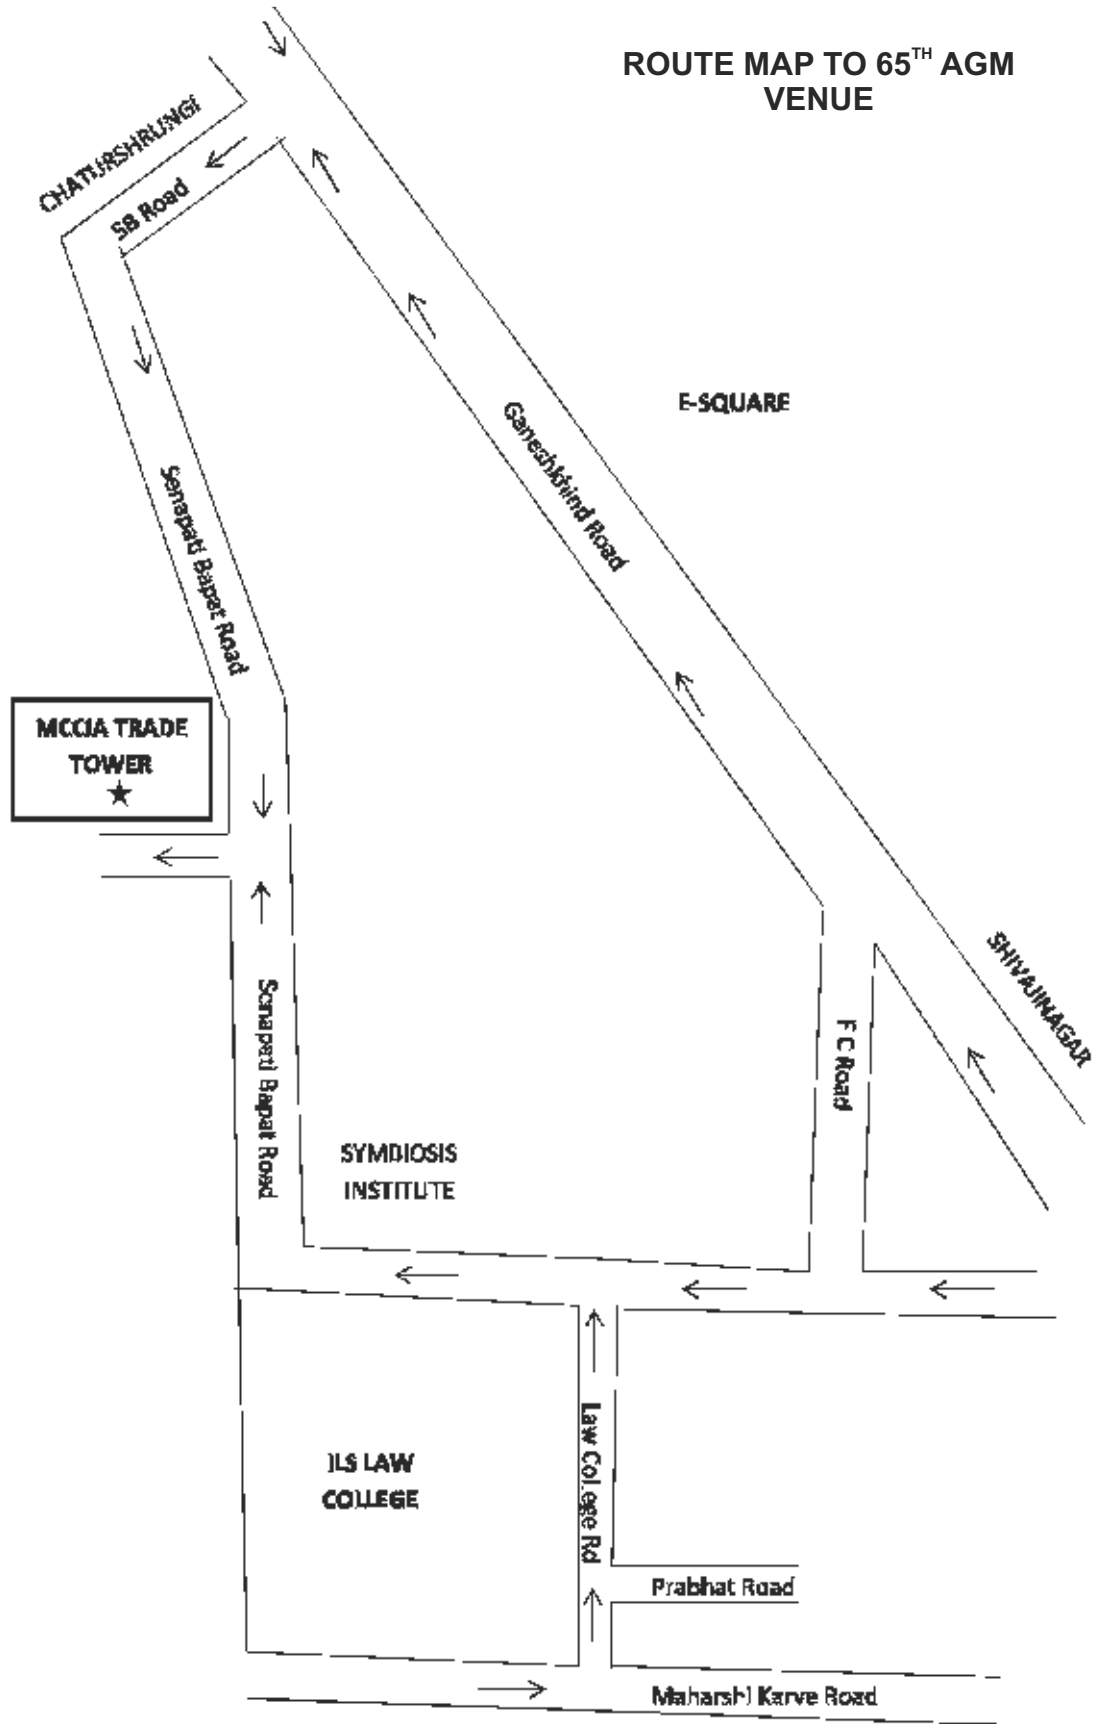 ROUTE MAP TO 65TH AGM
VENUE
CHATURSHRUNGI
SB Road
E-SQUARE
Ganeshkhind Road
Senapati Bapat Road
MCCIA TRADE
TOWER
SHIVAJINAGAR
F C Road
Senapati Bapat Road
SYMBIOSIS
INSTITUTE
ILS LAW
COLLEGE
Law College Rd
Prabhat Road
Maharshi Karve Road